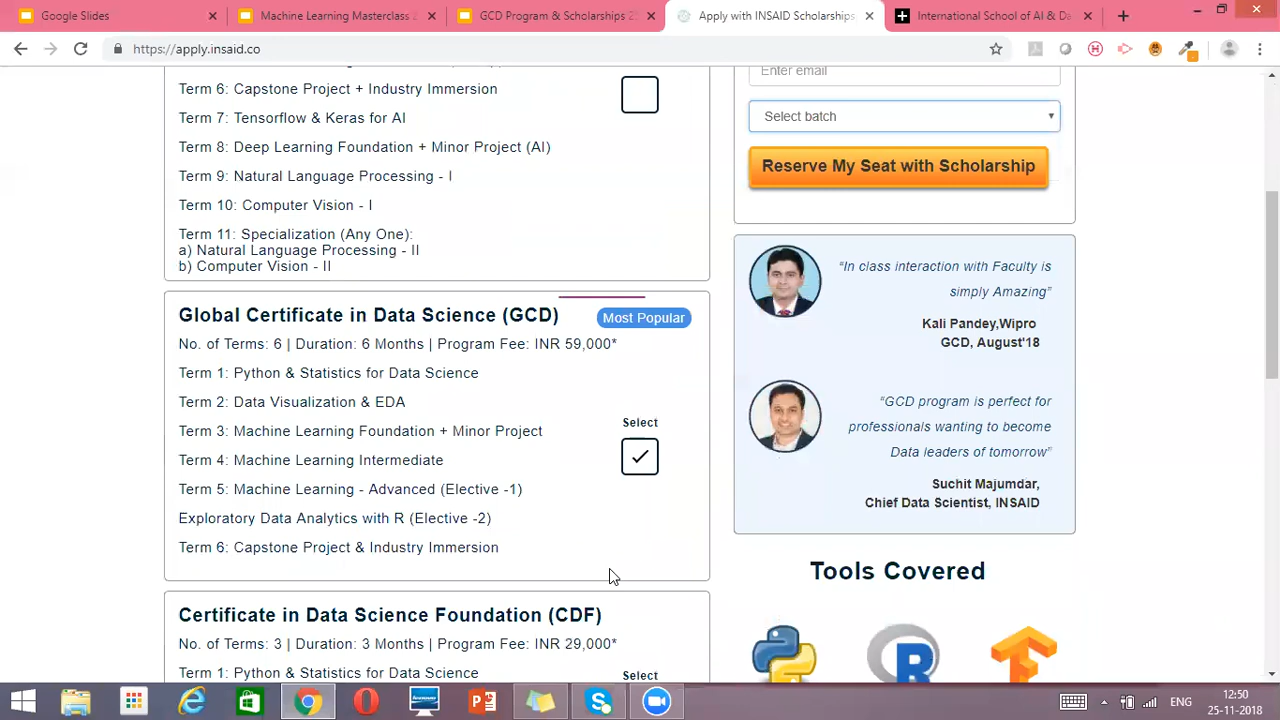 Google Slides
Machine Learning Masterclass 2
GCD Program & Scholarships 25
Apply with INSAID Scholarships,
International School of AI & Da
https://apply.insaid.co
Term 6: Capstone Project + Industry Immersion
Term 7: Tensorflow & Keras for AI
Term 8: Deep Learning Foundation + Minor Project (AI)
Term 9: Natural Language Processing - I
Term 10: Computer Vision - I
Term 11: Specialization (Any One):
a) Natural Language Processing - II
b) Computer Vision - II
Global Certificate in Data Science (GCD)
Most Popular
No. of Terms: 6 | Duration: 6 Months | Program Fee: INR 59,000*
Term 1: Python & Statistics for Data Science
Term 2: Data Visualization & EDA
Term 3: Machine Learning Foundation + Minor Project
Term 4: Machine Learning Intermediate
Term 5: Machine Learning - Advanced (Elective -1)
Exploratory Data Analytics with R (Elective -2)
Term 6: Capstone Project & Industry Immersion
Select
Certificate in Data Science Foundation (CDF)
No. of Terms: 3 | Duration: 3 Months | Program Fee: INR 29,000*
Term 1: Python & Statistics for Data Science
Select
Enter email
Select batch
Reserve My Seat with Scholarship
“In class interaction with Faculty is
simply Amazing”
Kali Pandey,Wipro
GCD, August'18
“GCD program is perfect for
professionals wanting to become
Data leaders of tomorrow”
Suchit Majumdar,
Chief Data Scientist, INSAID
Tools Covered
ENG
12:50
25-11-2018